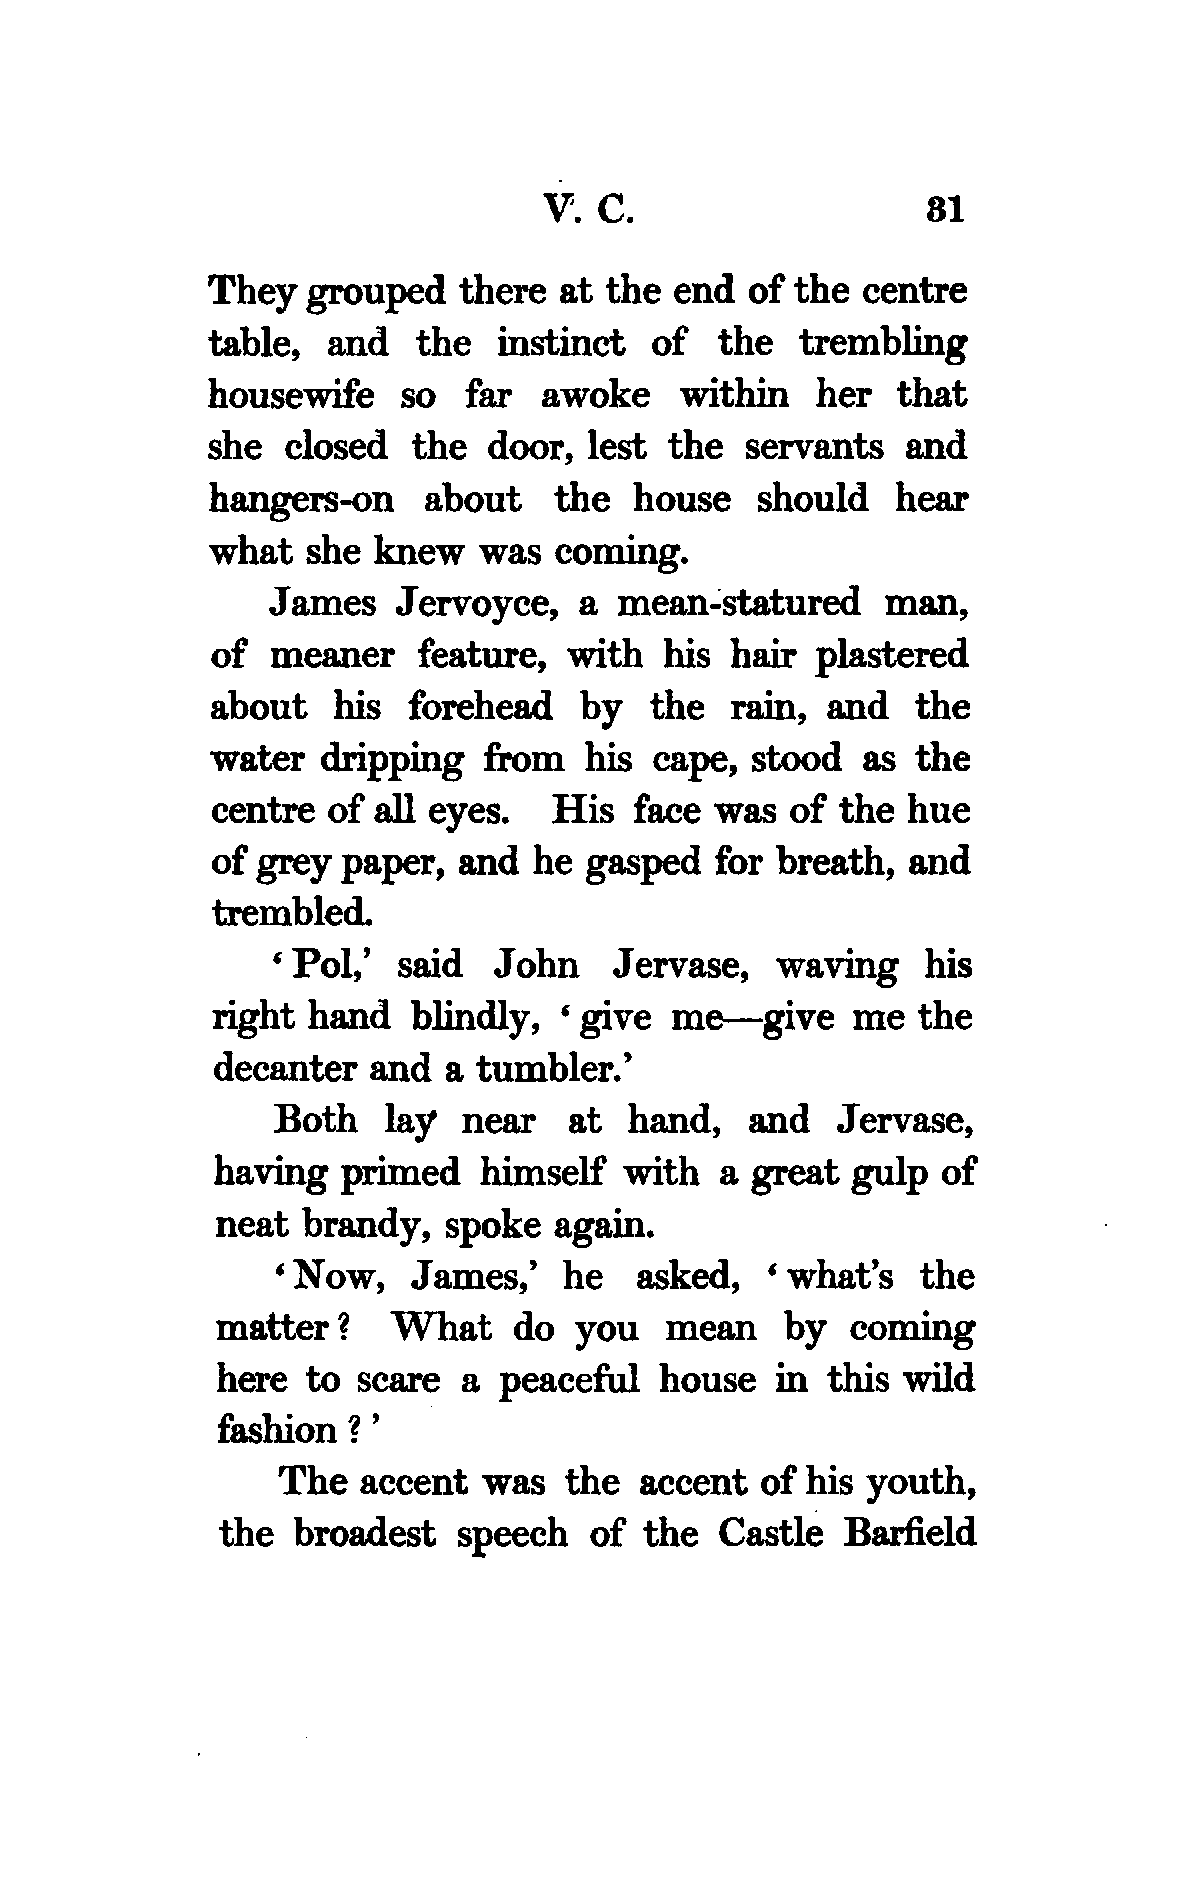 V. C. 31
They grouped there at the end of the centre
table, and the instinct of the trembling
housewife so far awoke within her that
she closed the door, lest the servants and
hangers-on about the house should hear
what she knew was coming.
James Jervoyce, a mean-statured man,
of meaner feature, with his hair plastered
about his forehead by the rain, and the
water dripping from his cape, stood as the
centre of all eyes. His face was of the hue
of grey paper, and he gasped for breath, and
trembled.
‘Pol,’ said John Jervase, waving his
right hand blindly, ‘give me—give me the
decanter and a tumbler.’
Both lay near at hand, and Jervase,
having primed himself with a great gulp of
neat brandy, spoke again.
‘Now, James,’ he asked, ‘what's the
matter? What do you mean by coming
here to scare a peaceful house in this wild
fashion?’
The accent was the accent of his youth,
the broadest speech of the Castle Barfield